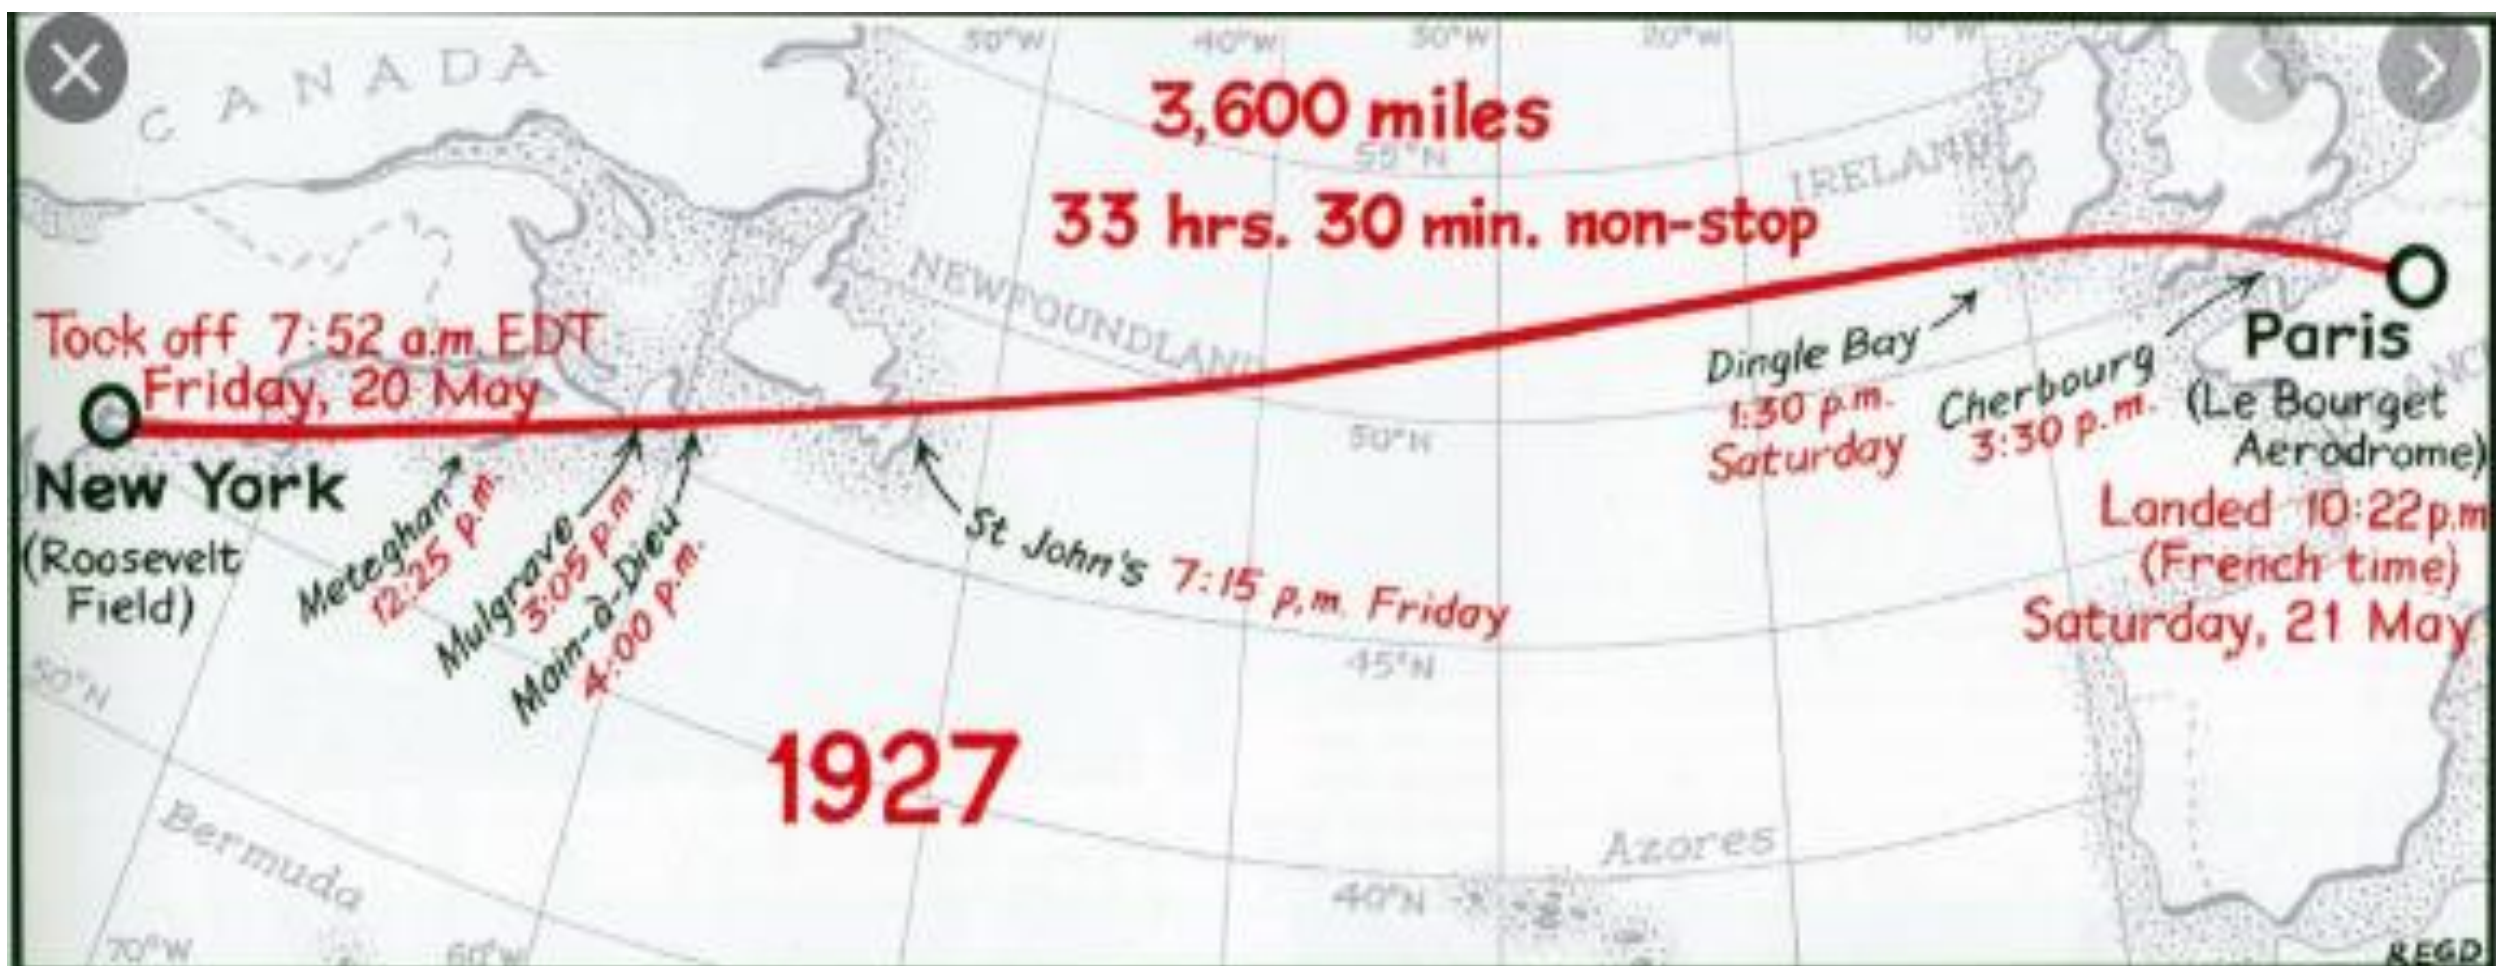 CANADA
50°W
40°W
30°W
20°W
10°W
3,600 miles
55°N
IRELAND
33 hrs. 30 min. non-stop
NEWFOUNDLAND
Took off 7:52 a.m. EDT
Friday, 20 May
New York
(Roosevelt
Field)
Meteghan
12:25 p.m.
Mulgrave
3:05 p.m.
Main-à-Dieu
4:00 p.m.
St John's 7:15 p.m. Friday
Dingle Bay
1:30 p.m.
Saturday
Cherbourg
3:30 p.m.
Paris
(Le Bourget
Aerodrome)
Landed 10:22 p.m
(French time)
Saturday, 21 May
50°N
45°N
50°N
1927
Bermuda
Azores
40°N
70°W
60°W
REGD